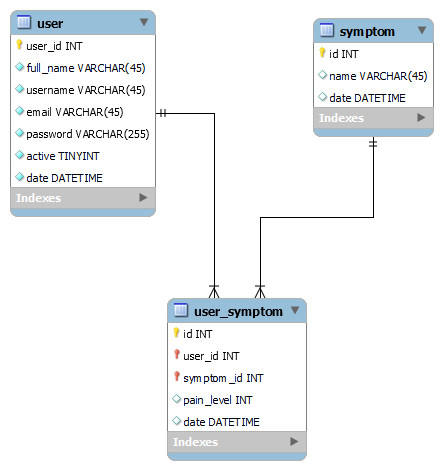 user
user_id INT
full_name VARCHAR(45)
username VARCHAR(45)
email VARCHAR(45)
password VARCHAR(255)
active TINYINT
date DATETIME
Indexes
symptom
id INT
name VARCHAR(45)
date DATETIME
Indexes
user_symptom
id INT
user_id INT
symptom_id INT
pain_level INT
date DATETIME
Indexes